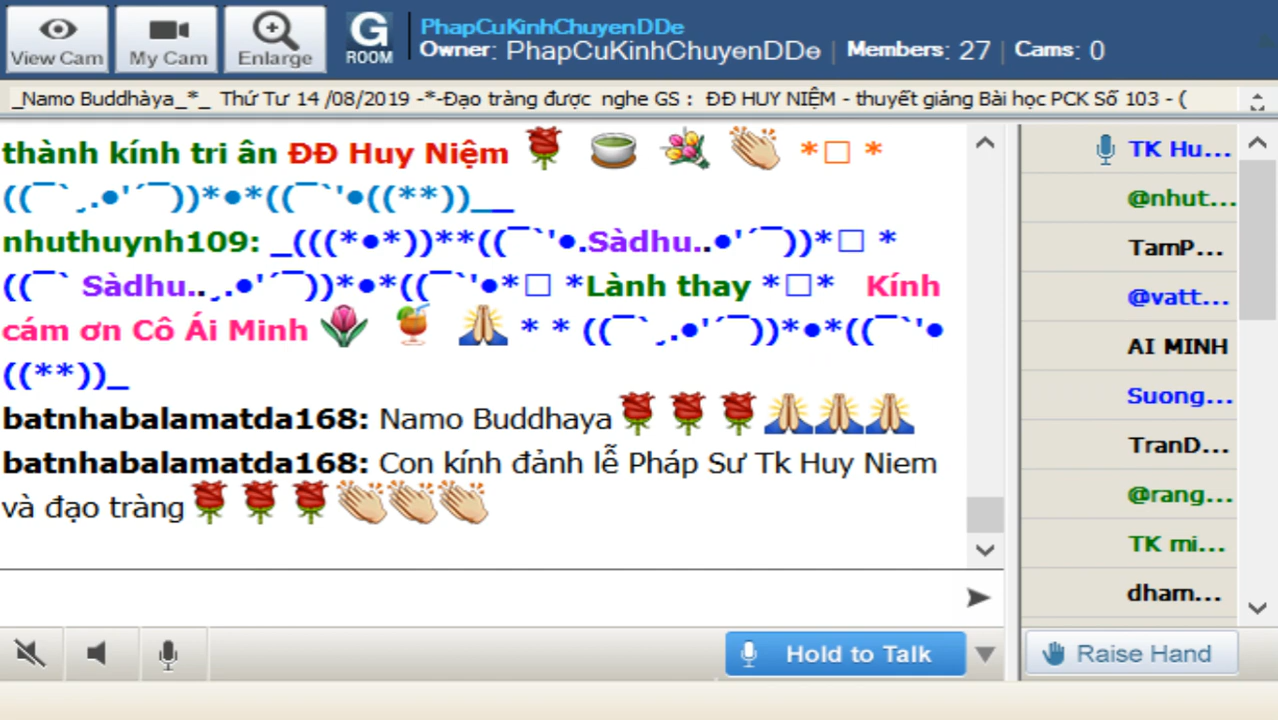 View Cam
My Cam
Enlarge
G ROOM
PhapCuKinhChuyenDDe
Owner: PhapCuKinhChuyenDDe | Members: 27 | Cams: 0
_Namo Buddhàya_*_ Thứ Tư 14 /08/2019 -*-Đạo tràng được nghe GS : ĐĐ HUY NIỆM - thuyết giảng Bài học PCK Số 103 - (
thành kính tri ân ĐĐ Huy Niệm 🌹 🍵 💐 👏 *□ *
((¯`¸.●'´¯))*●*((¯`'●((**))__
nhuthuynh109: _(((*●*))**((¯`'●.Sàdhu..●'´¯))*□ *
((¯` Sàdhu..¸.●'´¯))*●*((¯`'●*□ *Lành thay *□* Kính
cám ơn Cô Ái Minh 🌷 🍹 🙏 * * ((¯`¸.●'´¯))*●*((¯`'●
((**))_
batnhabalamatda168: Namo Buddhaya🌹🌹🌹🙏🙏🙏
batnhabalamatda168: Con kính đảnh lễ Pháp Sư Tk Huy Niem
và đạo tràng🌹🌹🌹👏👏👏
TK Hu...
@nhut...
TamP...
@vatt...
AI MINH
Suong...
TranD...
@rang...
TK mi...
dham...
Hold to Talk
Raise Hand